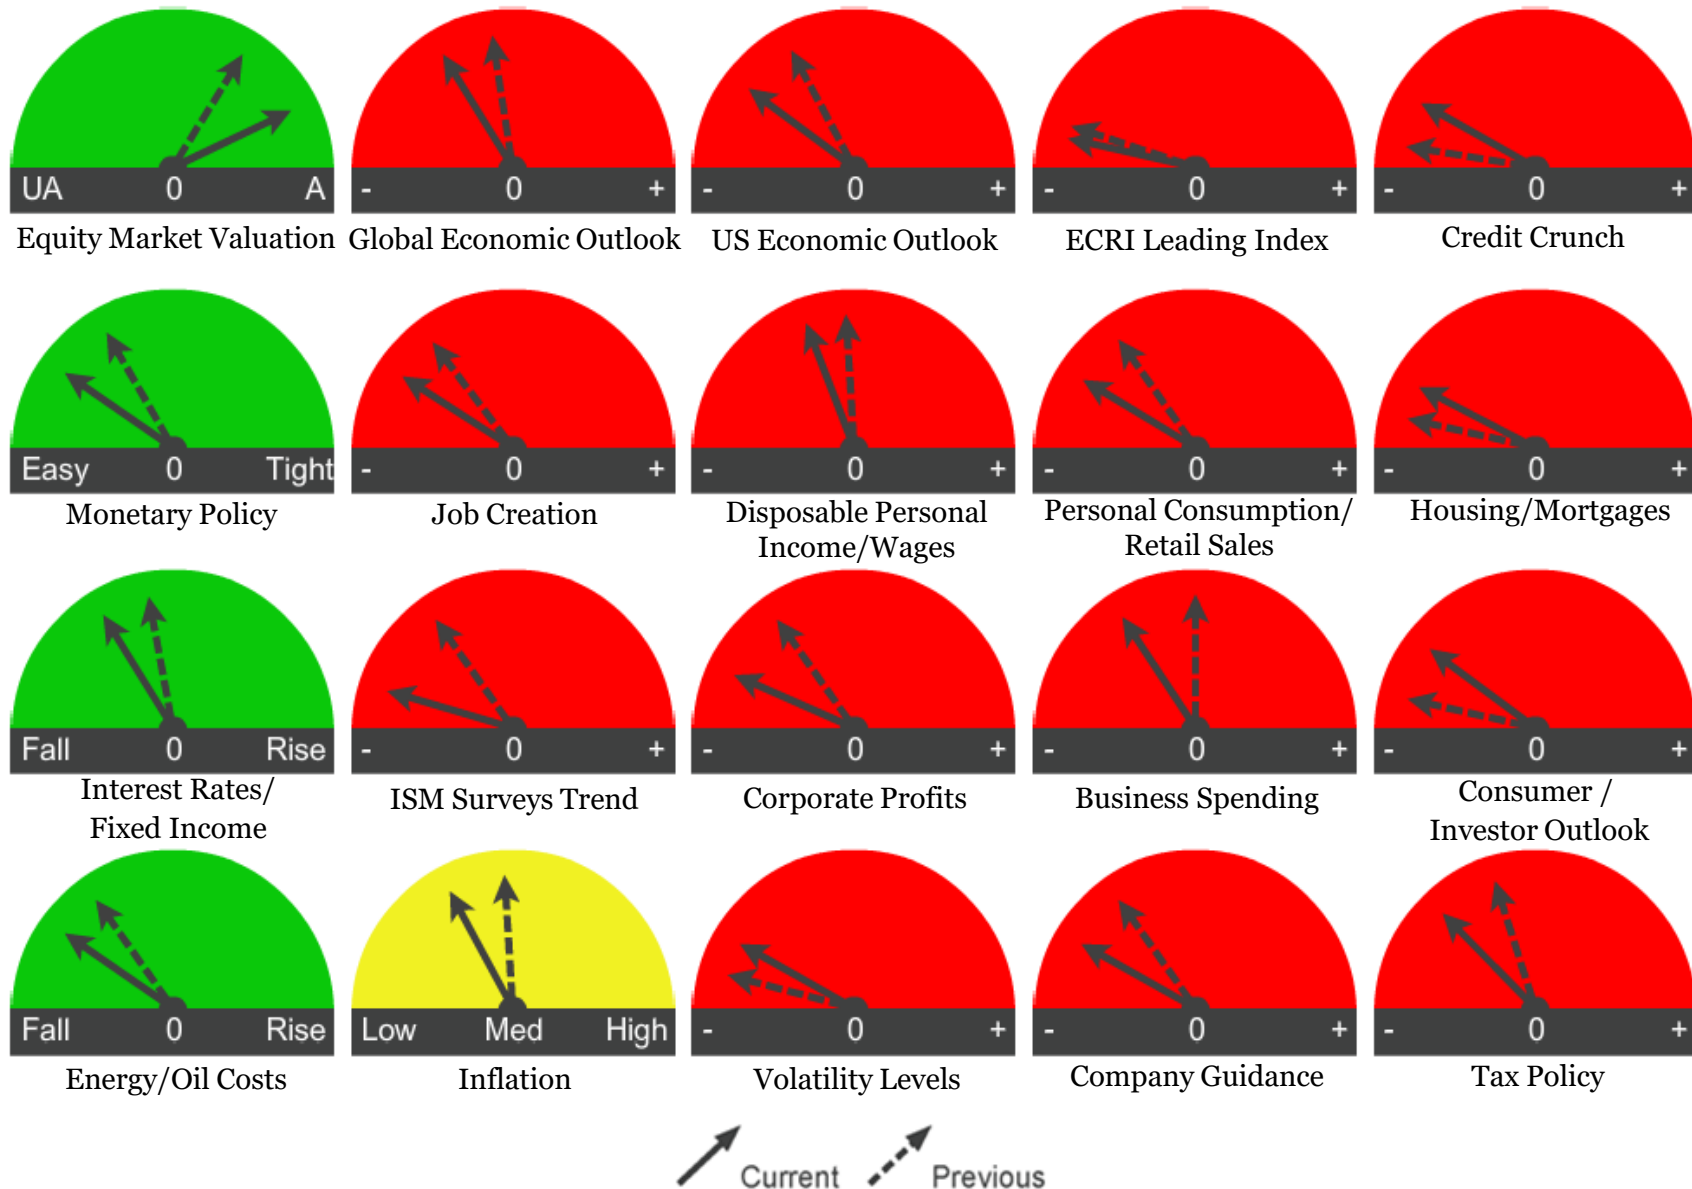 UA 0 A
- 0 +
- 0 +
- 0 +
- 0 +
Equity Market Valuation
Global Economic Outlook
US Economic Outlook
ECRI Leading Index
Credit Crunch
Easy 0 Tight
- 0 +
- 0 +
- 0 +
- 0 +
Monetary Policy
Job Creation
Disposable Personal
Income/Wages
Personal Consumption/
Retail Sales
Housing/Mortgages
Fall 0 Rise
- 0 +
- 0 +
- 0 +
- 0 +
Interest Rates/
Fixed Income
ISM Surveys Trend
Corporate Profits
Business Spending
Consumer /
Investor Outlook
Fall 0 Rise
Low Med High
- 0 +
- 0 +
- 0 +
Energy/Oil Costs
Inflation
Volatility Levels
Company Guidance
Tax Policy
Current
Previous